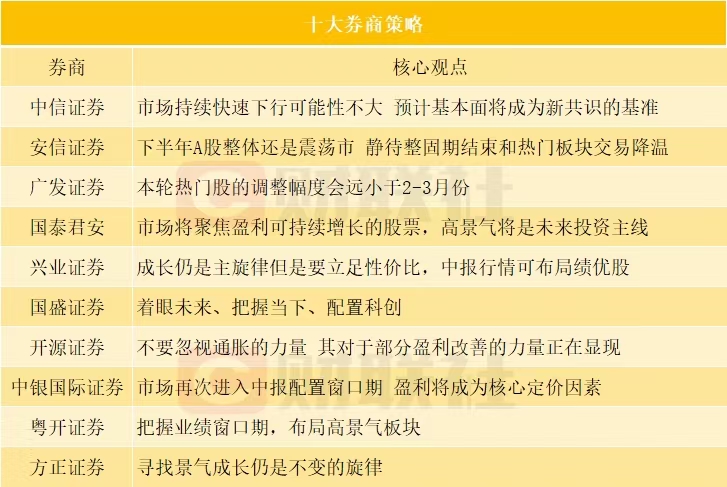 十大券商策略
券商 核心观点
中信证券 市场持续快速下行可能性不大 预计基本面将成为新共识的基准
安信证券 下半年A股整体还是震荡市 静待整固期结束和热门板块交易降温
广发证券 本轮热门股的调整幅度会远小于2-3月份
国泰君安 市场将聚焦盈利可持续增长的股票，高景气将是未来投资主线
兴业证券 成长仍是主旋律但是要立足性价比，中报行情可布局绩优股
国盛证券 着眼未来、把握当下、配置科创
开源证券 不要忽视通胀的力量 其对于部分盈利改善的力量正在显现
中银国际证券 市场再次进入中报配置窗口期 盈利将成为核心定价因素
粤开证券 把握业绩窗口期，布局高景气板块
方正证券 寻找景气成长仍是不变的旋律
财联社
财联社